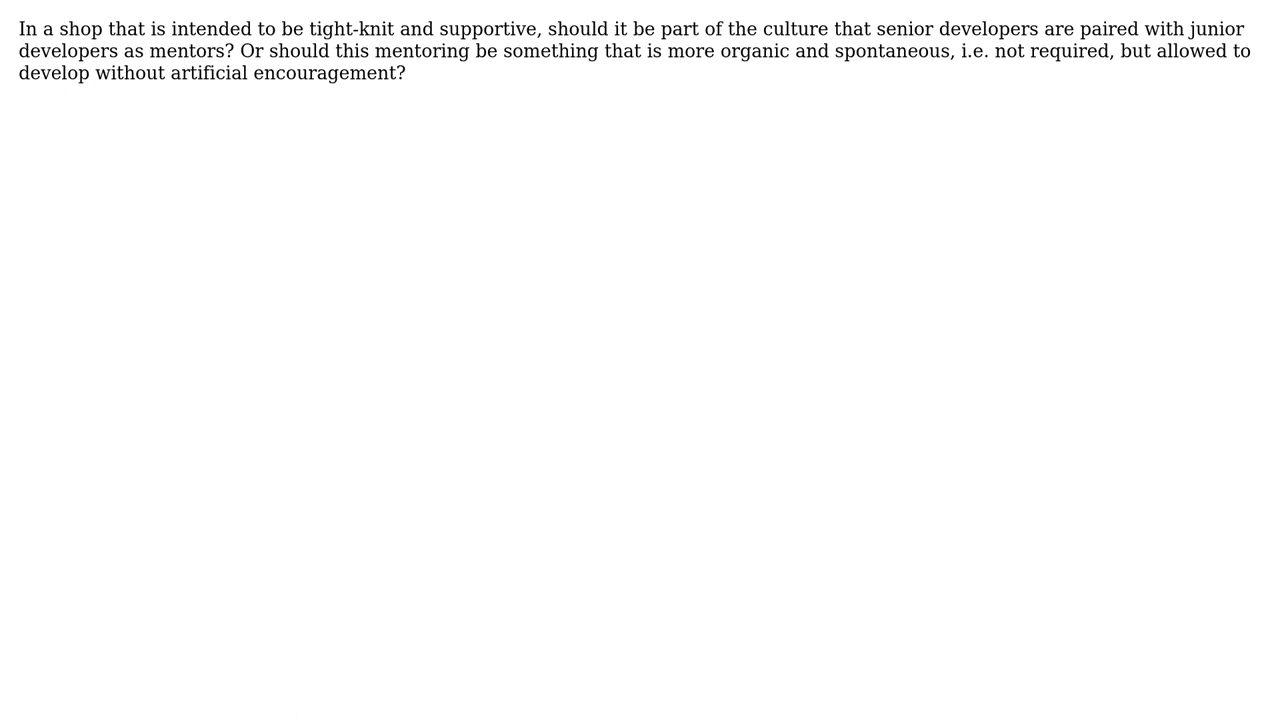 In a shop that is intended to be tight-knit and supportive, should it be part of the culture that senior developers are paired with junior
developers as mentors? Or should this mentoring be something that is more organic and spontaneous, i.e. not required, but allowed to
develop without artificial encouragement?